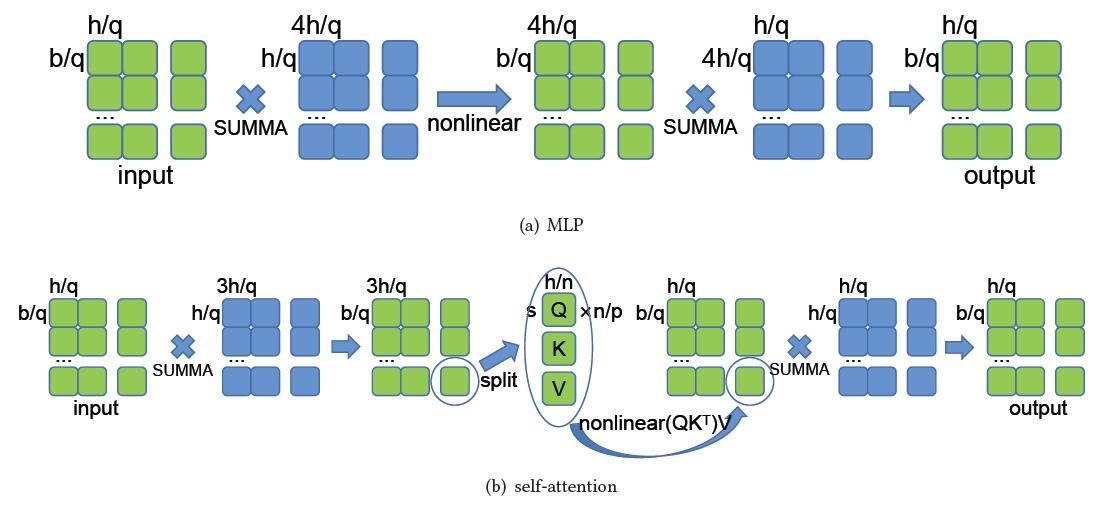 h/q 4h/q 4h/q h/q h/q
b/q h/q b/q 4h/q b/q
... ... ... ... ...
SUMMA nonlinear SUMMA
input output
(a) MLP
h/q 3h/q 3h/q h/n h/q h/q h/q
b/q h/q b/q s Q ×n/p b/q h/q b/q
K
... ... ... ... ... ...
SUMMA split V SUMMA
input nonlinear(QKᵀ)V output
(b) self-attention